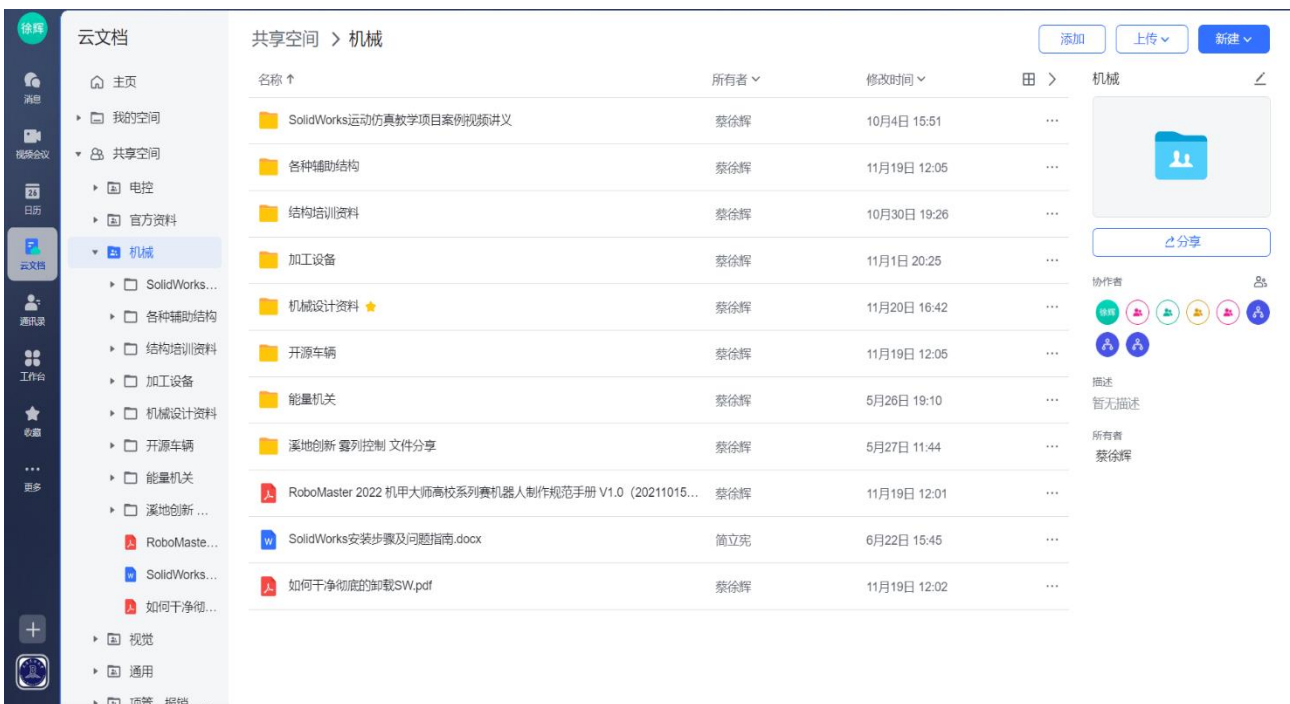 徐辉
消息
视频会议
26
日历
云文档
通讯录
工作台
收藏
更多
云文档
主页
我的空间
共享空间
电控
官方资料
机械
SolidWorks...
各种辅助结构
结构培训资料
加工设备
机械设计资料
开源车辆
能量机关
溪地创新 ...
RoboMaste...
SolidWorks...
如何干净彻...
视觉
通用
项管、报销
共享空间 > 机械
添加
上传
新建
名称 所有者 修改时间
SolidWorks运动仿真教学项目案例视频讲义 蔡徐辉 10月4日 15:51
各种辅助结构 蔡徐辉 11月19日 12:05
结构培训资料 蔡徐辉 10月30日 19:26
加工设备 蔡徐辉 11月1日 20:25
机械设计资料 蔡徐辉 11月20日 16:42
开源车辆 蔡徐辉 11月19日 12:05
能量机关 蔡徐辉 5月26日 19:10
溪地创新 雾列控制 文件分享 蔡徐辉 5月27日 11:44
RoboMaster 2022 机甲大师高校系列赛机器人制作规范手册 V1.0（20211015... 蔡徐辉 11月19日 12:01
SolidWorks安装步骤及问题指南.docx 简立宪 6月22日 15:45
如何干净彻底的卸载SW.pdf 蔡徐辉 11月19日 12:02
机械
分享
协作者
徐辉
描述
暂无描述
所有者
蔡徐辉